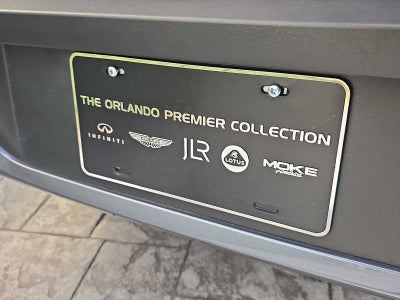 THE ORLANDO PREMIER COLLECTION
INFINITI JLR LOTUS MOKE